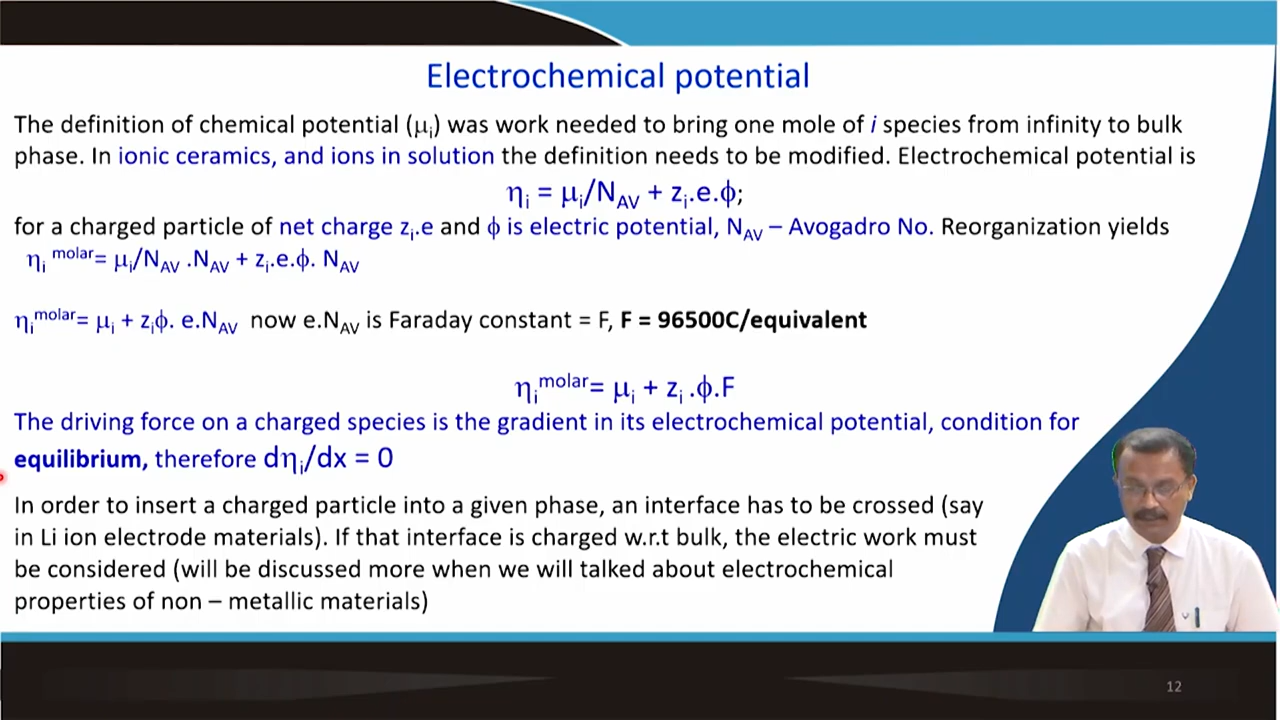 Electrochemical potential
The definition of chemical potential (μi) was work needed to bring one mole of i species from infinity to bulk
phase. In ionic ceramics, and ions in solution the definition needs to be modified. Electrochemical potential is
ηi = μi/NAV + zi.e.ϕ;
for a charged particle of net charge zi.e and ϕ is electric potential, NAV – Avogadro No. Reorganization yields
ηi molar= μi/NAV .NAV + zi.e.ϕ. NAV
ηimolar= μi + ziϕ. e.NAV now e.NAV is Faraday constant = F, F = 96500C/equivalent
ηimolar= μi + zi .ϕ.F
The driving force on a charged species is the gradient in its electrochemical potential, condition for
equilibrium, therefore dηi/dx = 0
In order to insert a charged particle into a given phase, an interface has to be crossed (say
in Li ion electrode materials). If that interface is charged w.r.t bulk, the electric work must
be considered (will be discussed more when we will talked about electrochemical
properties of non – metallic materials)
12